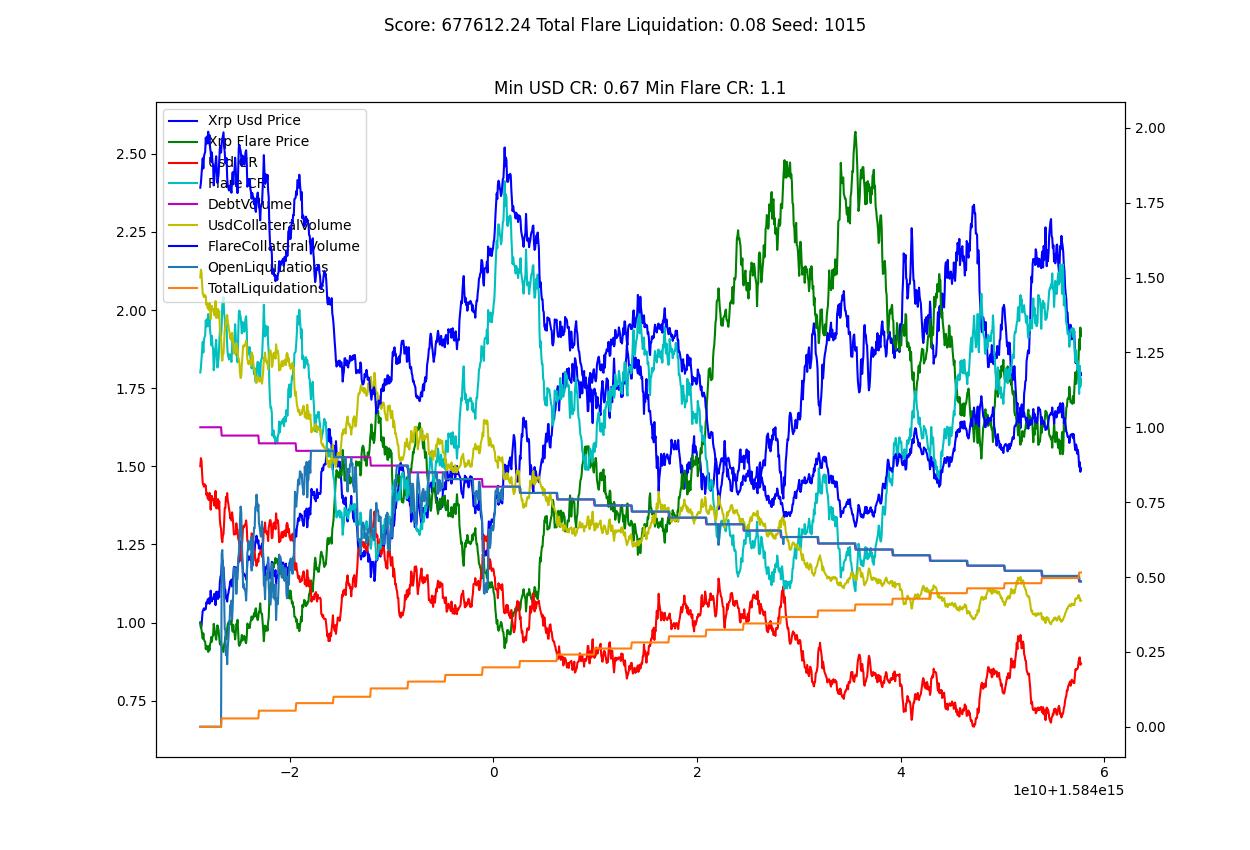 Score: 677612.24 Total Flare Liquidation: 0.08 Seed: 1015
Min USD CR: 0.67 Min Flare CR: 1.1
Xrp Usd Price
Xrp Flare Price
Usd CR
Flare CR
DebtVolume
UsdCollateralVolume
FlareCollateralVolume
OpenLiquidations
TotalLiquidations
2.50
2.25
2.00
1.75
1.50
1.25
1.00
0.75
2.00
1.75
1.50
1.25
1.00
0.75
0.50
0.25
0.00
−2 0 2 4 6
1e10+1.584e15